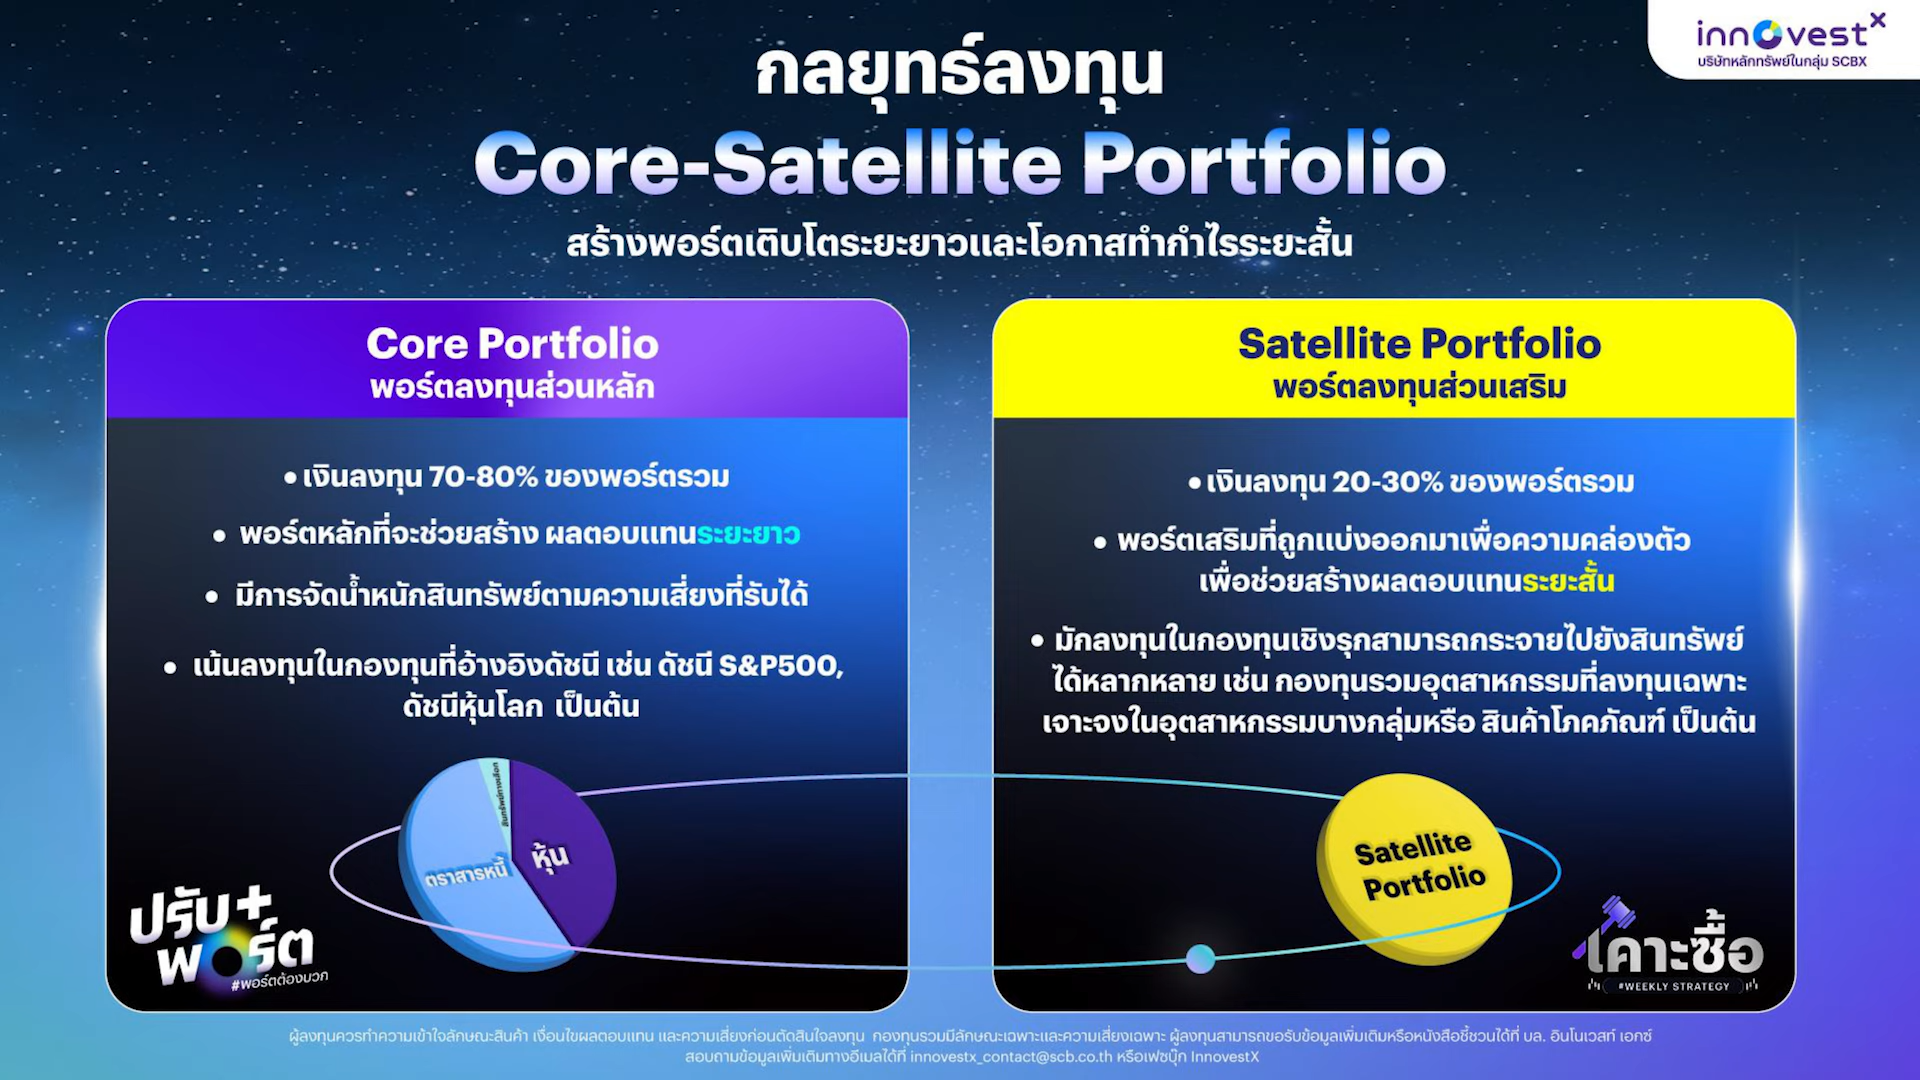 innovestx
บริษัทหลักทรัพย์ในกลุ่ม SCBX
กลยุทธ์ลงทุน
Core-Satellite Portfolio
สร้างพอร์ตเติบโตระยะยาวและโอกาสทำกำไรระยะสั้น
Core Portfolio
พอร์ตลงทุนส่วนหลัก
• เงินลงทุน 70-80% ของพอร์ตรวม
• พอร์ตหลักที่จะช่วยสร้าง ผลตอบแทนระยะยาว
• มีการจัดน้ำหนักสินทรัพย์ตามความเสี่ยงที่รับได้
• เน้นลงทุนในกองทุนที่อ้างอิงดัชนี เช่น ดัชนี S&P500,
ดัชนีหุ้นโลก เป็นต้น
สินทรัพย์ทางเลือก
หุ้น
ตราสารหนี้
ปรับ+
พอร์ต
#พอร์ตต้องบวก
Satellite Portfolio
พอร์ตลงทุนส่วนเสริม
• เงินลงทุน 20-30% ของพอร์ตรวม
• พอร์ตเสริมที่ถูกแบ่งออกมาเพื่อความคล่องตัว
เพื่อช่วยสร้างผลตอบแทนระยะสั้น
• มักลงทุนในกองทุนเชิงรุกสามารถกระจายไปยังสินทรัพย์
ได้หลากหลาย เช่น กองทุนรวมอุตสาหกรรมที่ลงทุนเฉพาะ
เจาะจงในอุตสาหกรรมบางกลุ่มหรือ สินค้าโภคภัณฑ์ เป็นต้น
Satellite
Portfolio
เคาะซื้อ
#WEEKLY STRATEGY
ผู้ลงทุนควรทำความเข้าใจลักษณะสินค้า เงื่อนไขผลตอบแทน และความเสี่ยงก่อนตัดสินใจลงทุน กองทุนรวมมีลักษณะเฉพาะและความเสี่ยงเฉพาะ ผู้ลงทุนสามารถขอรับข้อมูลเพิ่มเติมหรือหนังสือชี้ชวนได้ที่ บล. อินโนเวสท์ เอกซ์
สอบถามข้อมูลเพิ่มเติมทางอีเมลได้ที่ innovestx_contact@scb.co.th หรือเฟซบุ๊ก InnovestX